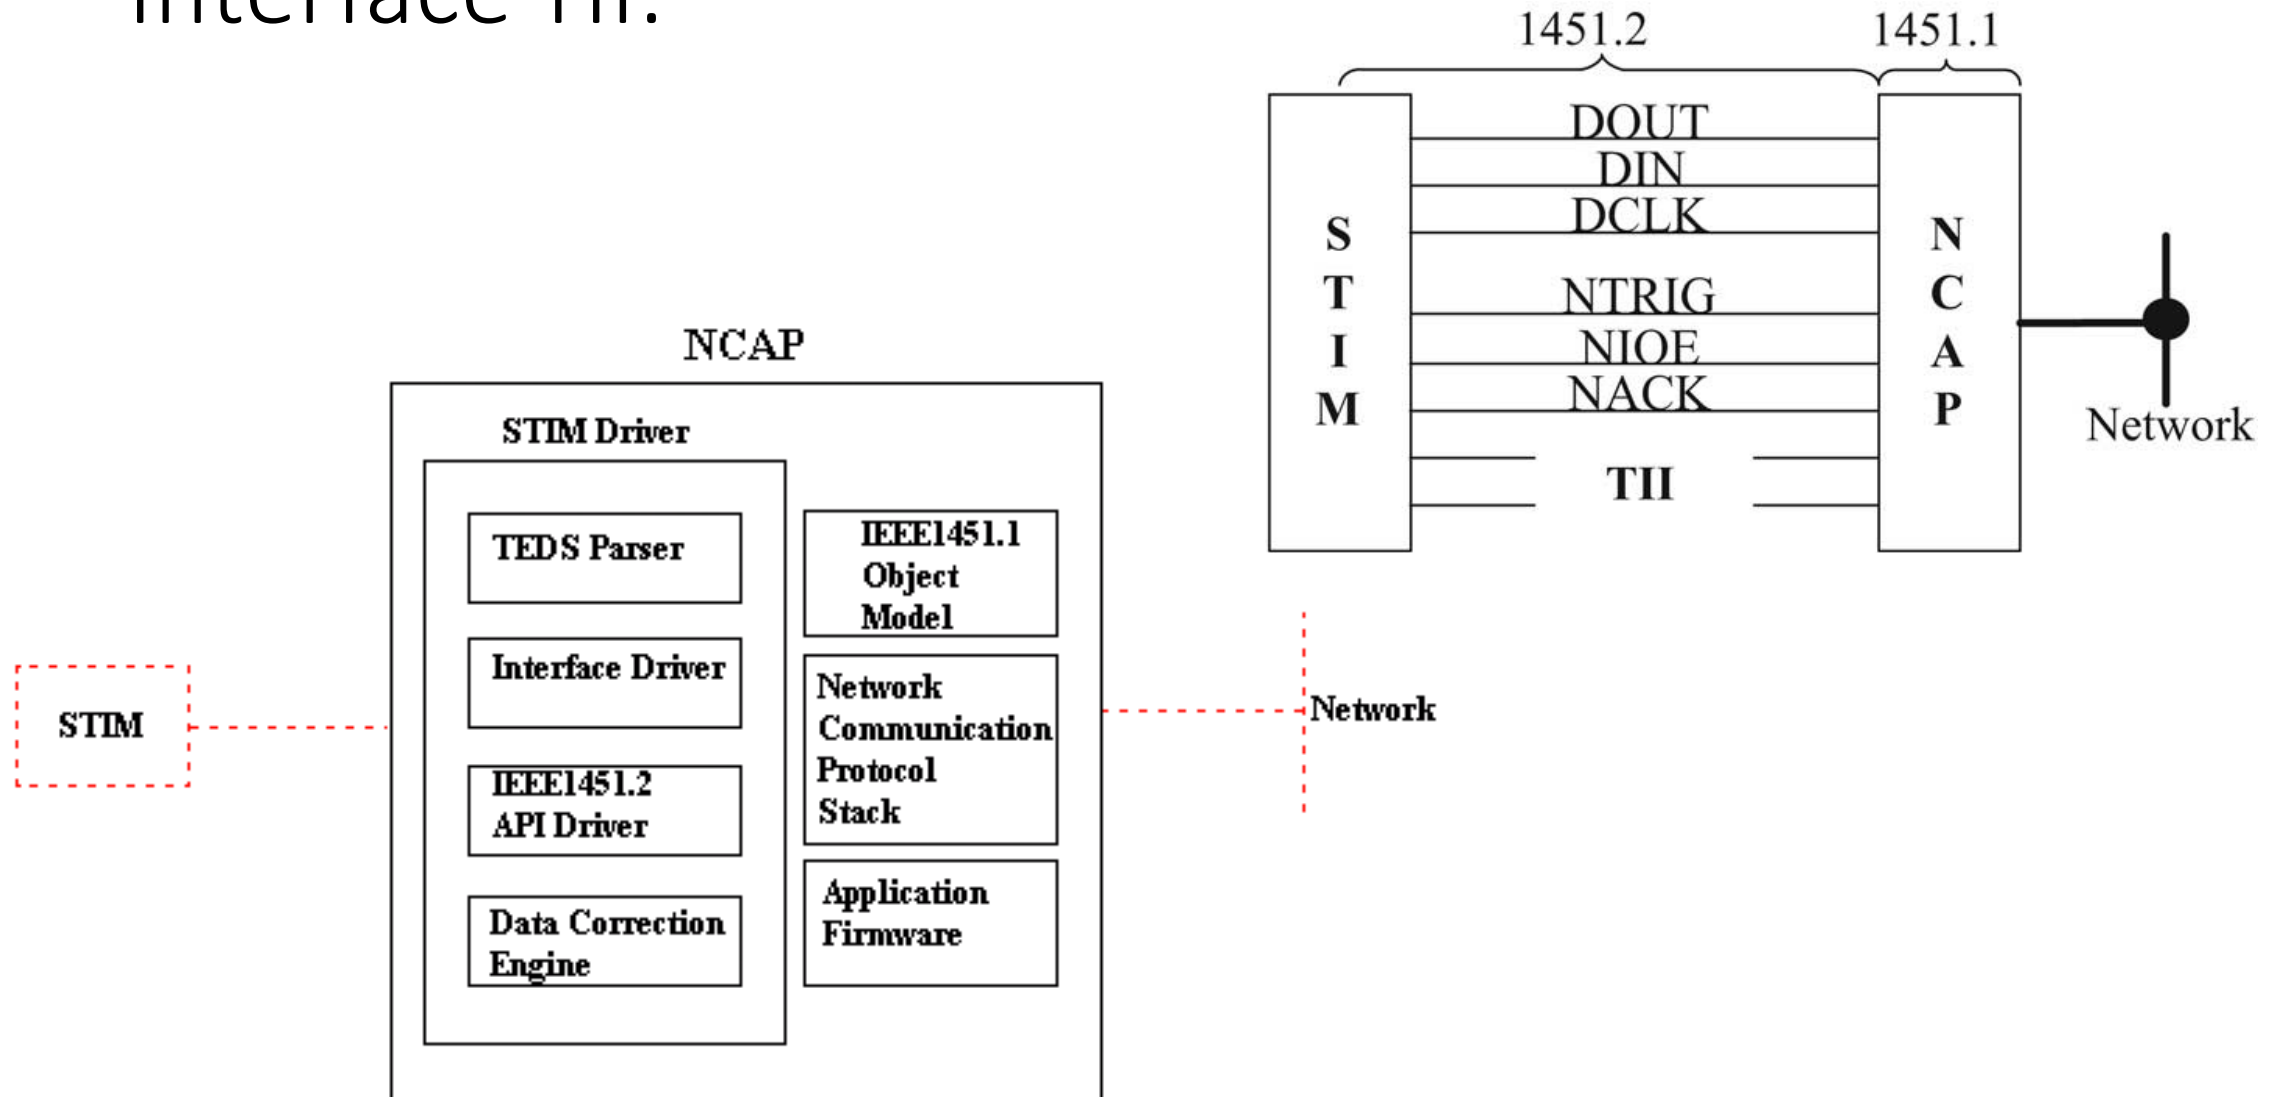 Interface TII.
1451.2 1451.1
DOUT
DIN
DCLK
NTRIG
NIOE
NACK
TII
S
T
I
M
N
C
A
P
Network
NCAP
STIM Driver
TEDS Parser
Interface Driver
IEEE1451.2
API Driver
Data Correction
Engine
IEEE1451.1
Object
Model
Network
Communication
Protocol
Stack
Application
Firmware
STIM
Network